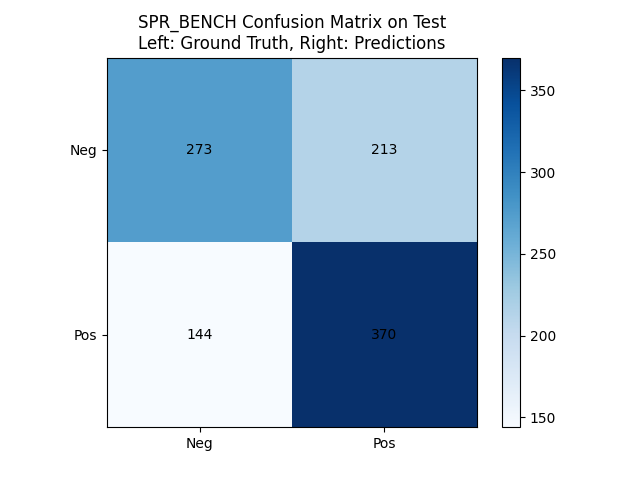 SPR_BENCH Confusion Matrix on Test
Left: Ground Truth, Right: Predictions
Neg
273
213
Pos
144
370
Neg
Pos
350
300
250
200
150